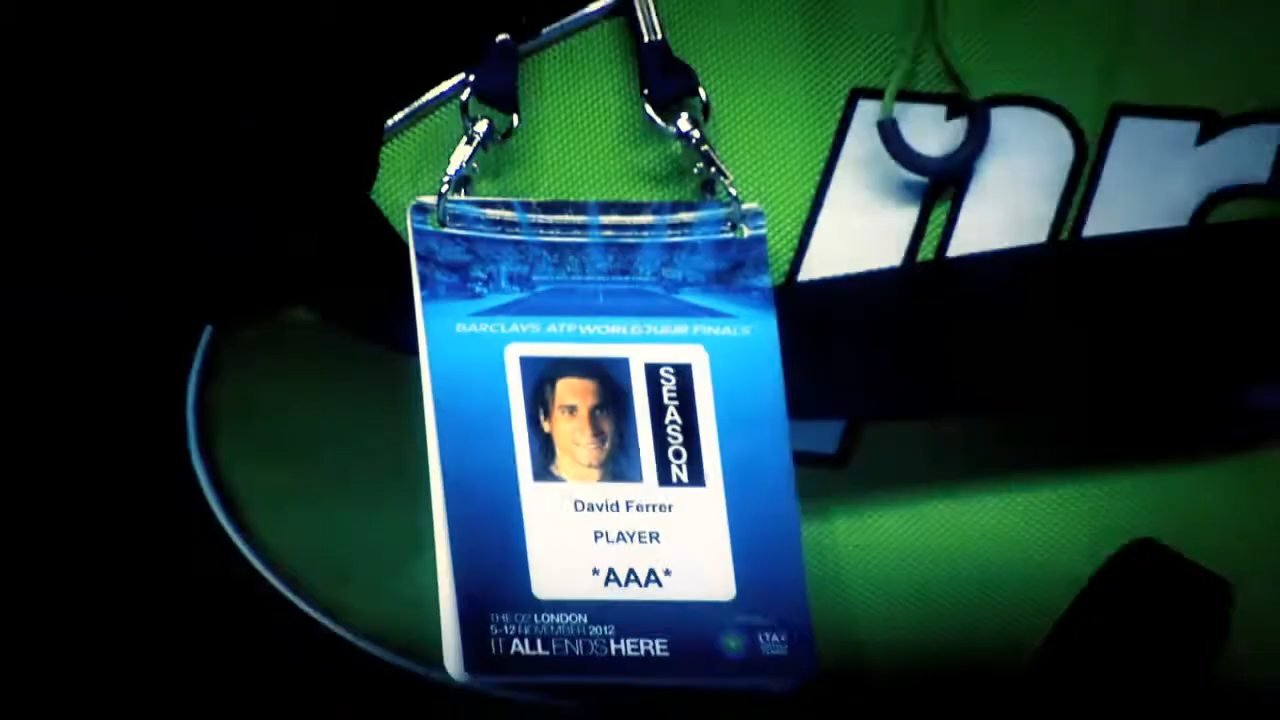 BARCLAYS ATP WORLD TOUR FINALS
SEASON
David Ferrer
PLAYER
*AAA*
THE O2 LONDON
5-12 NOVEMBER 2012
IT ALL ENDS HERE
LTA